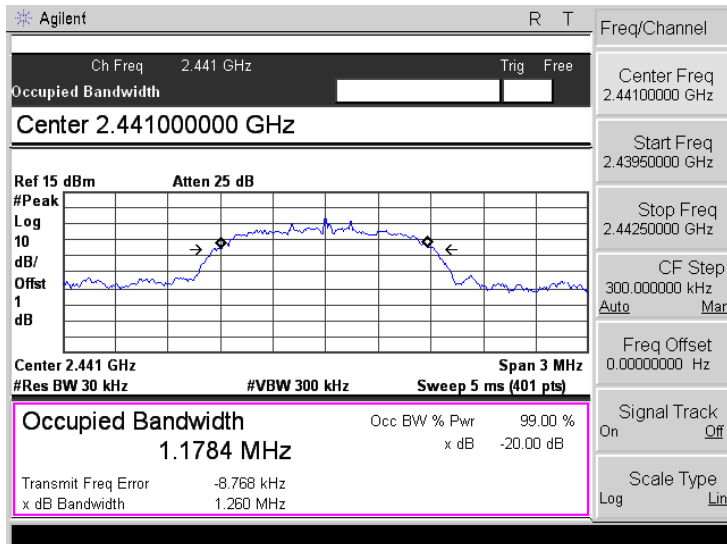 Agilent R T
Freq/Channel
Ch Freq 2.441 GHz Trig Free
Occupied Bandwidth
Center 2.441000000 GHz
Ref 15 dBm Atten 25 dB
#Peak
Log
10
dB/
Offst
1
dB
Center 2.441 GHz Span 3 MHz
#Res BW 30 kHz #VBW 300 kHz Sweep 5 ms (401 pts)
Occupied Bandwidth Occ BW % Pwr 99.00 %
1.1784 MHz x dB -20.00 dB
Transmit Freq Error -8.768 kHz
x dB Bandwidth 1.260 MHz
Center Freq
2.44100000 GHz
Start Freq
2.43950000 GHz
Stop Freq
2.44250000 GHz
CF Step
300.000000 kHz
Auto Mar
Freq Offset
0.00000000 Hz
Signal Track
On Off
Scale Type
Log Lin